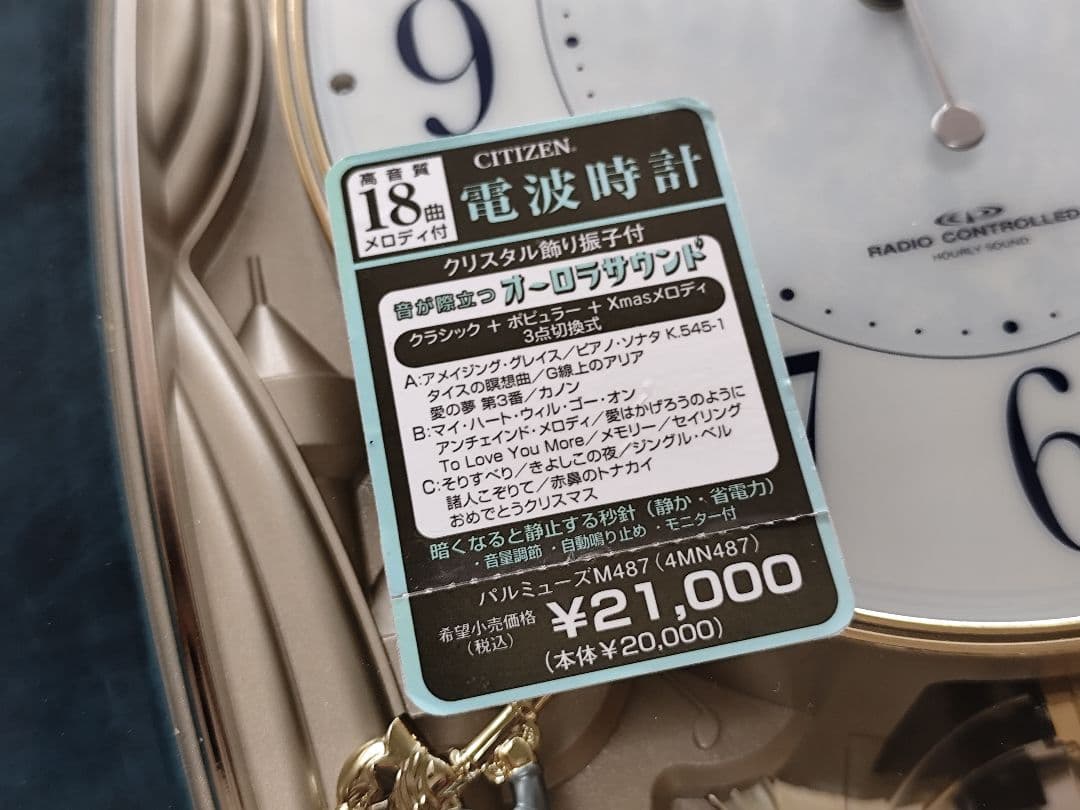 9
CITIZEN
高音質
18曲
メロディ付
電波時計
クリスタル飾り振子付
音が際立つ オーロラサウンド
クラシック + ポピュラー + Xmasメロディ
3点切換式
A:アメイジング・グレイス/ピアノ・ソナタ K.545-1
タイスの瞑想曲/G線上のアリア
愛の夢 第3番/カノン
B:マイ・ハート・ウィル・ゴー・オン
アンチェインド・メロディ/愛はかげろうのように
To Love You More/メモリー/セイリング
C:そりすべり/きよしこの夜/ジングル・ベル
諸人こぞりて/赤鼻のトナカイ
おめでとうクリスマス
暗くなると静止する秒針(静か・省電力)
・音量調節 ・自動鳴り止め ・モニター付
パルミューズM487(4MN487)
希望小売価格
(税込)
¥21,000
(本体¥20,000)
RADIO CONTROLLED
HOURLY SOUND
7
6